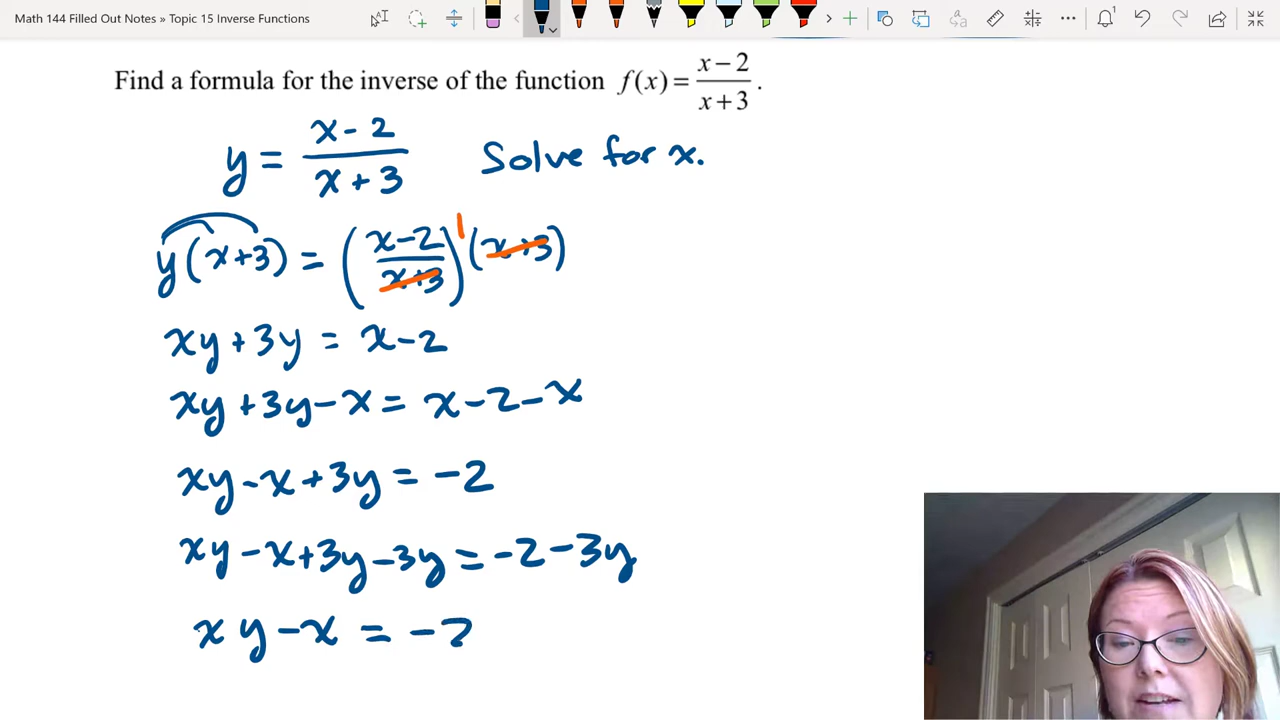 Math 144 Filled Out Notes » Topic 15 Inverse Functions
Find a formula for the inverse of the function f(x) = (x − 2)/(x + 3).
y = (x - 2)/(x + 3) Solve for x.
y(x+3) = ((x-2)/(x+3))^1 (x+3)
xy + 3y = x - 2
xy + 3y - x = x - 2 - x
xy - x + 3y = -2
xy - x + 3y - 3y = -2 - 3y
xy - x = -2